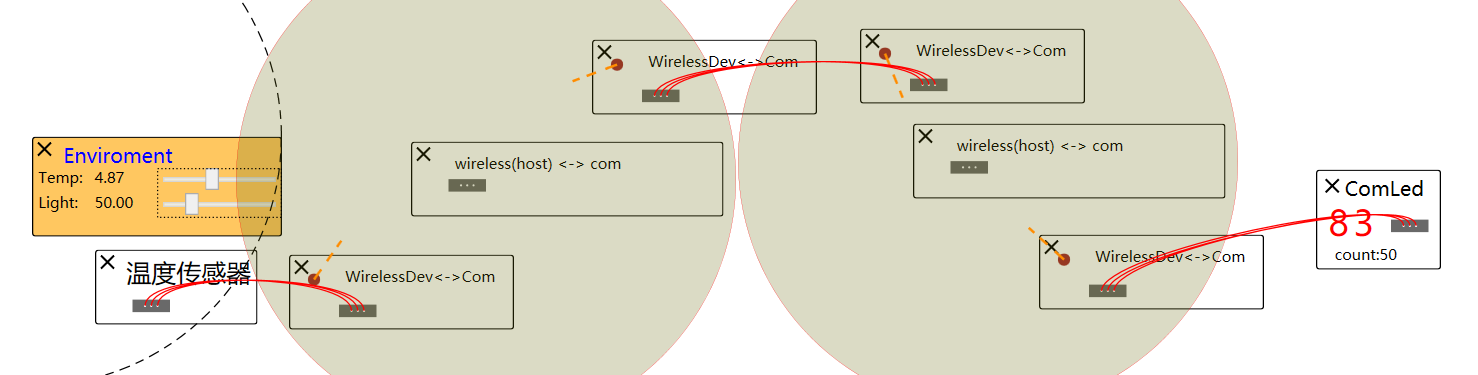 WirelessDev<->Com
WirelessDev<->Com
Enviroment
Temp: 4.87
Light: 50.00
wireless(host) <-> com
wireless(host) <-> com
ComLed
83
count:50
温度传感器
WirelessDev<->Com
WirelessDev<->Com